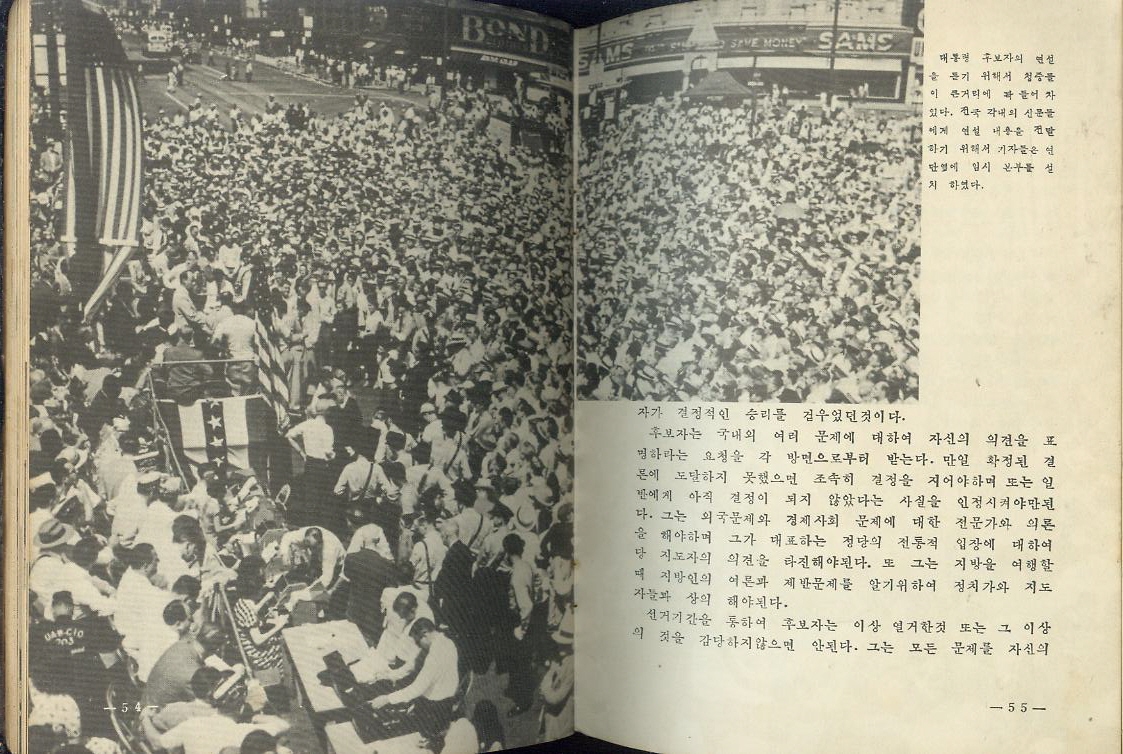 BOND
SAMS
SAVE MONEY
SAMS
UAW-CIO
703
—54—
대통령 후보자의 연설
을 듣기 위해서 청중들
이 큰거리에 꽉 들어 차
있다. 전국 각내의 신문들
에게 연설 내용을 전달
하기 위해서 기자들은 연
단옆에 임시 본부를 설
치 하였다.
자가 결정적인 승리를 겁우었던것이다.
후보자는 국내외 여러 문제에 대하여 자신의 의견을 표
명하라는 요청을 각 방면으로부터 받는다. 만일 확정된 결
론에 도달하지 못했으면 조속히 결정을 지어야하며 또는 일
반에게 아직 결정이 되지 않았다는 사실을 인정시켜야만된
다. 그는 외국문제와 경제사회 문제에 대한 전문가와 의론
을 해야하며 그가 대표하는 정당의 전통적 입장에 대하여
당 지도자의 의견을 타진해야된다. 또 그는 지방을 여행할
때 지방인의 여론과 제반문제를 알기위하여 정치가와 지도
자들과 상의 해야된다.
선거기간을 통하여 후보자는 이상 열거한것 또는 그 이상
의 것을 감당하지않으면 안된다. 그는 모든 문제를 자신의
—55—